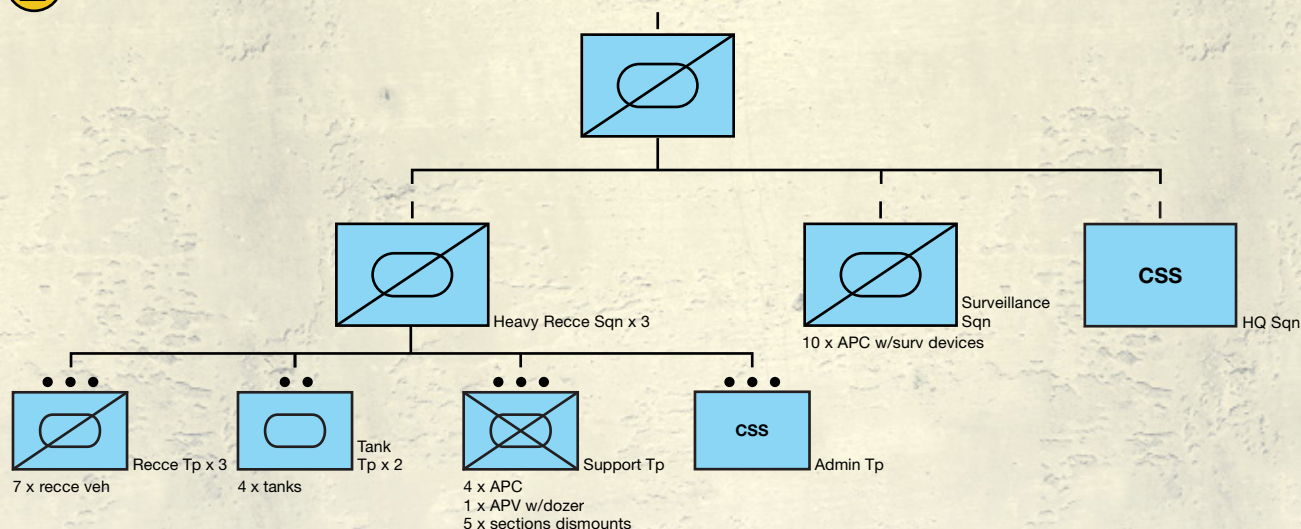 Heavy Recce Sqn x 3
Surveillance
Sqn
10 x APC w/surv devices
CSS
HQ Sqn
Recce Tp x 3
7 x recce veh
Tank
Tp x 2
4 x tanks
Support Tp
4 x APC
1 x APV w/dozer
5 x sections dismounts
CSS
Admin Tp